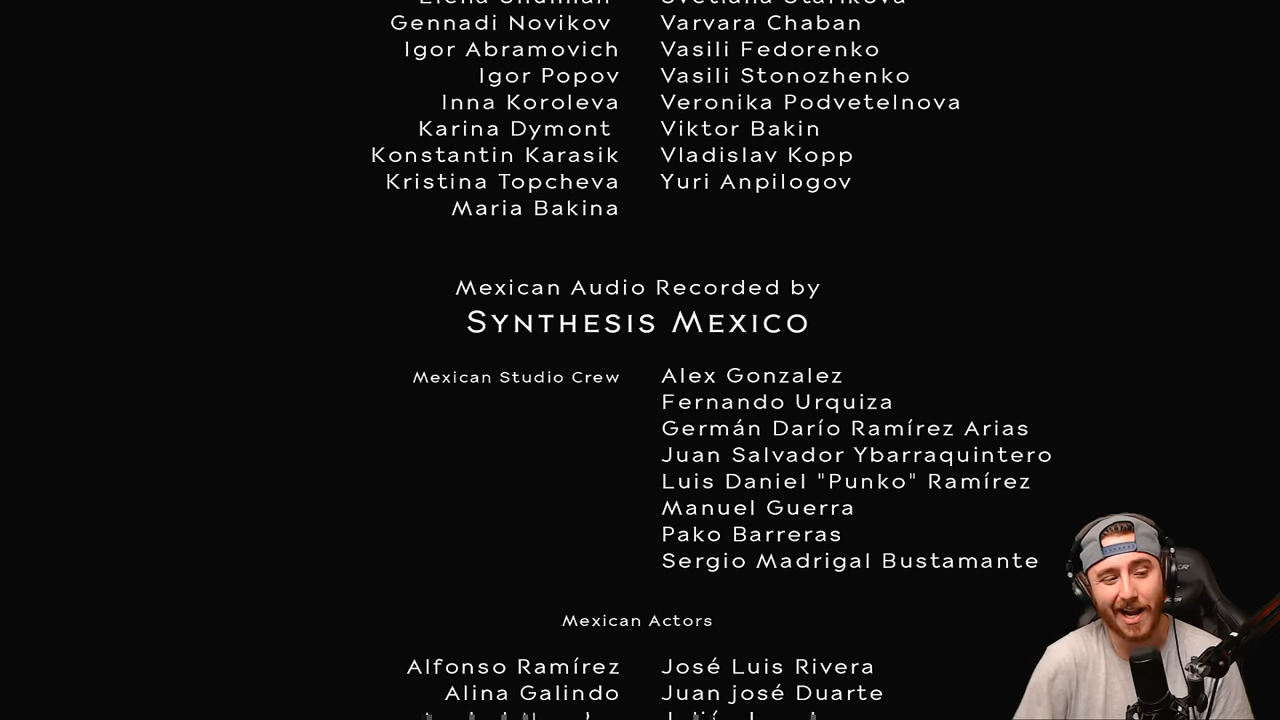 Gennadi Novikov Varvara Chaban
Igor Abramovich Vasili Fedorenko
Igor Popov Vasili Stonozhenko
Inna Koroleva Veronika Podvetelnova
Karina Dymont Viktor Bakin
Konstantin Karasik Vladislav Kopp
Kristina Topcheva Yuri Anpilogov
Maria Bakina
Mexican Audio Recorded by
Synthesis Mexico
Mexican Studio Crew Alex Gonzalez
Fernando Urquiza
Germán Darío Ramírez Arias
Juan Salvador Ybarraquintero
Luis Daniel "Punko" Ramírez
Manuel Guerra
Pako Barreras
Sergio Madrigal Bustamante
Mexican Actors
Alfonso Ramírez José Luis Rivera
Alina Galindo Juan josé Duarte